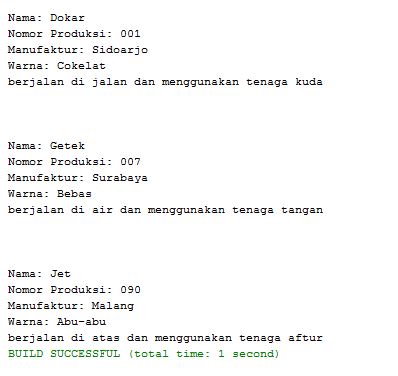 Nama: Dokar
Nomor Produksi: 001
Manufaktur: Sidoarjo
Warna: Cokelat
berjalan di jalan dan menggunakan tenaga kuda
Nama: Getek
Nomor Produksi: 007
Manufaktur: Surabaya
Warna: Bebas
berjalan di air dan menggunakan tenaga tangan
Nama: Jet
Nomor Produksi: 090
Manufaktur: Malang
Warna: Abu-abu
berjalan di atas dan menggunakan tenaga aftur
BUILD SUCCESSFUL (total time: 1 second)